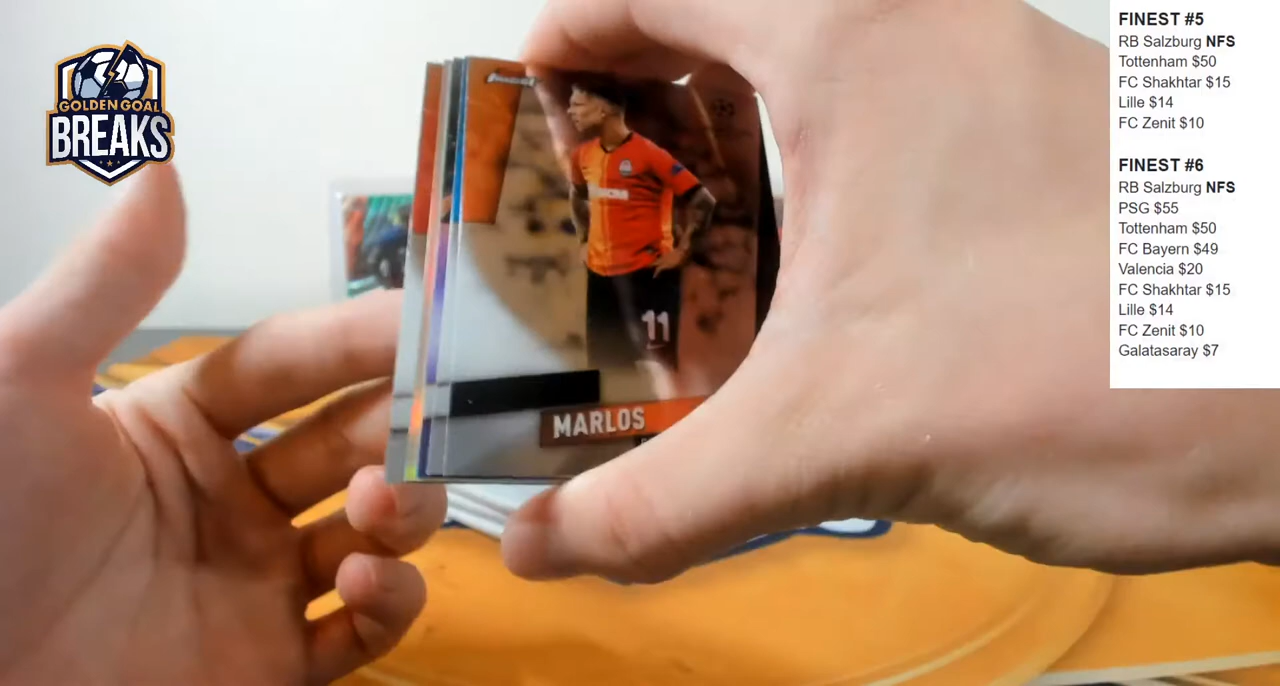 GOLDEN GOAL
BREAKS
11
MARLOS
FINEST #5
RB Salzburg NFS
Tottenham $50
FC Shakhtar $15
Lille $14
FC Zenit $10
FINEST #6
RB Salzburg NFS
PSG $55
Tottenham $50
FC Bayern $49
Valencia $20
FC Shakhtar $15
Lille $14
FC Zenit $10
Galatasaray $7